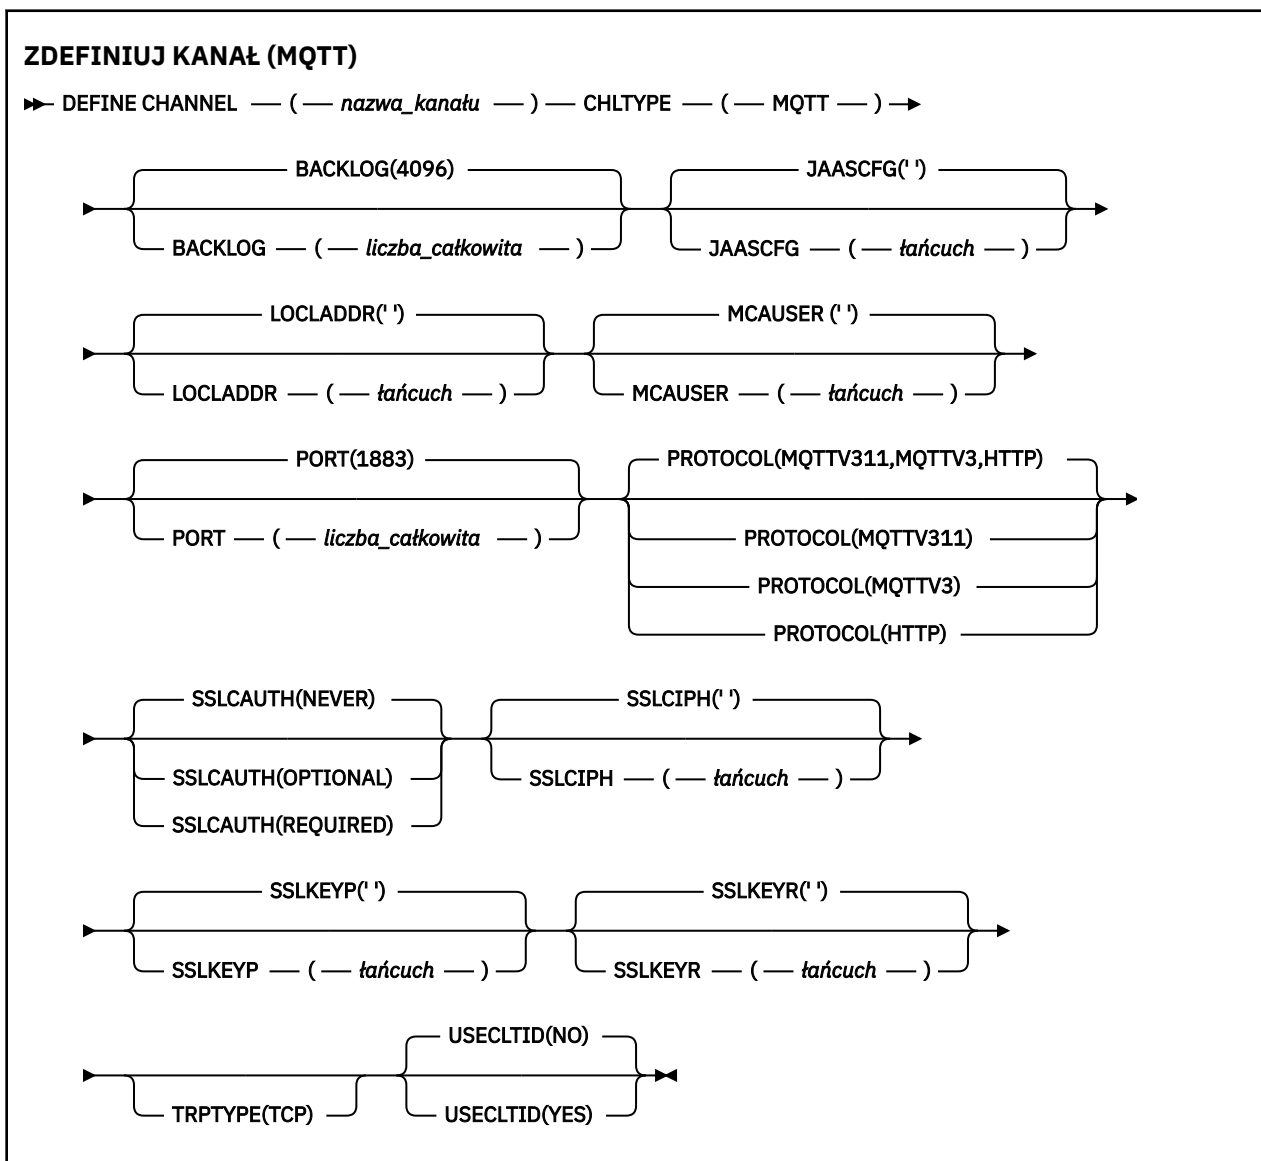 ZDEFINIUJ KANAŁ (MQTT)
DEFINE CHANNEL ( nazwa_kanału ) CHLTYPE ( MQTT )
BACKLOG(4096) JAASCFG(' ')
BACKLOG ( liczba_całkowita ) JAASCFG ( łańcuch )
LOCLADDR(' ') MCAUSER (' ')
LOCLADDR ( łańcuch ) MCAUSER ( łańcuch )
PORT(1883) PROTOCOL(MQTTV311,MQTTV3,HTTP)
PORT ( liczba_całkowita ) PROTOCOL(MQTTV311)
PROTOCOL(MQTTV3)
PROTOCOL(HTTP)
SSLCAUTH(NEVER) SSLCIPH(' ')
SSLCAUTH(OPTIONAL) SSLCIPH ( łańcuch )
SSLCAUTH(REQUIRED)
SSLKEYP(' ') SSLKEYR(' ')
SSLKEYP ( łańcuch ) SSLKEYR ( łańcuch )
USECLTID(NO)
TRPTYPE(TCP) USECLTID(YES)